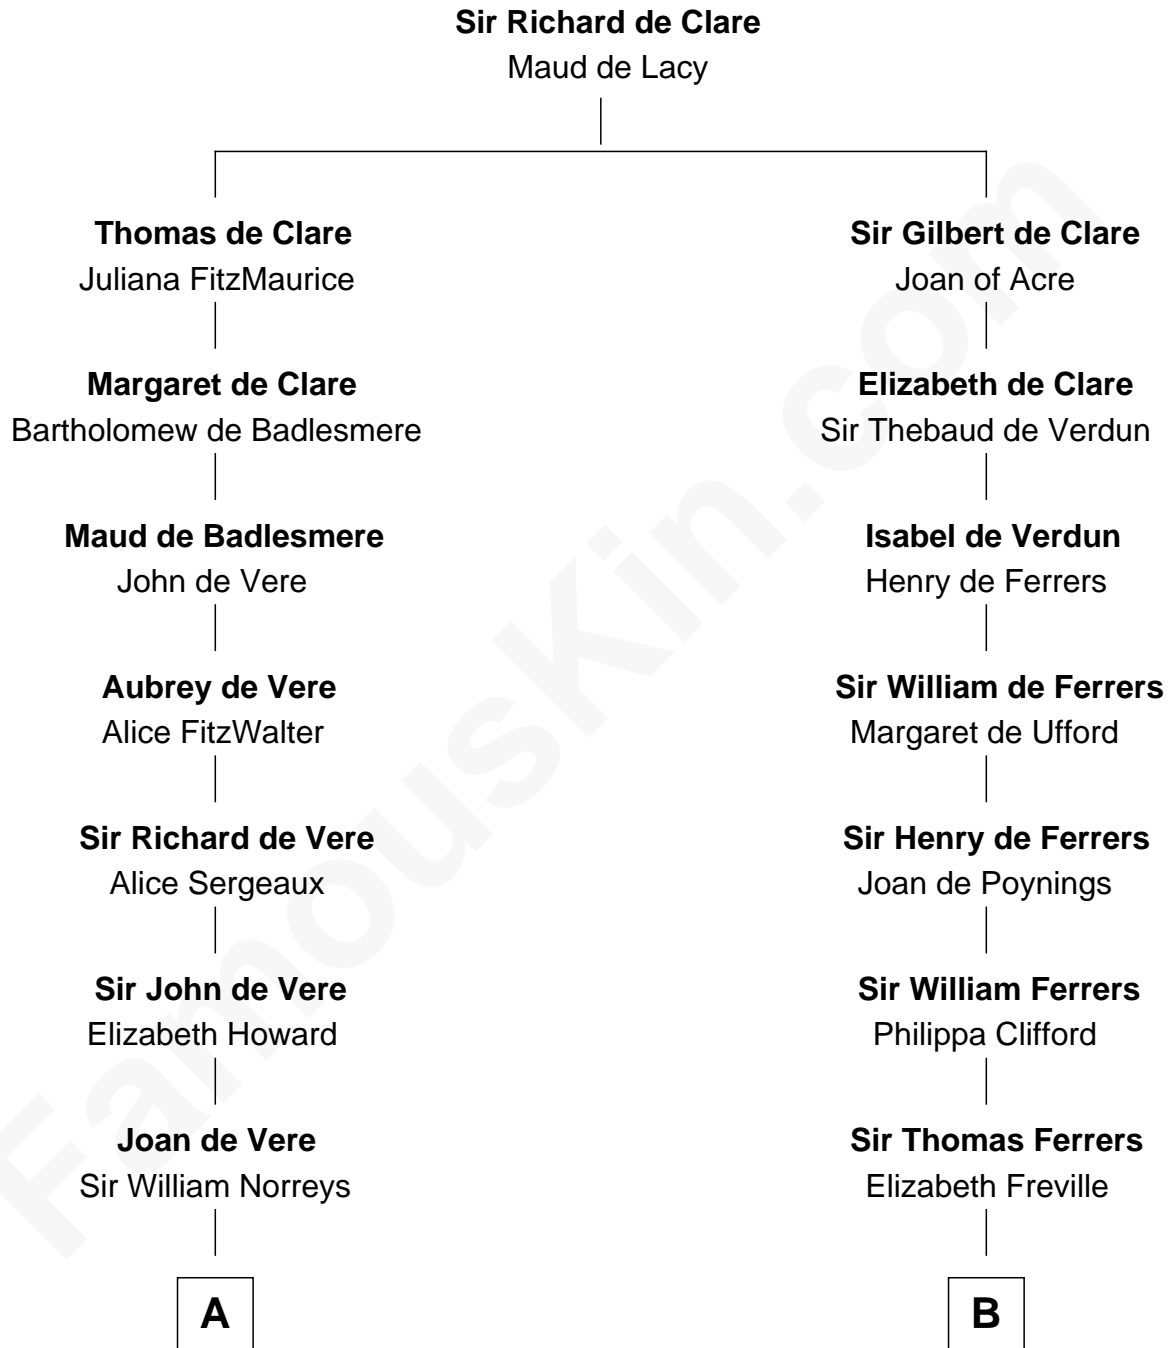 Sir Richard de Clare
Maud de Lacy
Thomas de Clare
Juliana FitzMaurice
Margaret de Clare
Bartholomew de Badlesmere
Maud de Badlesmere
John de Vere
Aubrey de Vere
Alice FitzWalter
Sir Richard de Vere
Alice Sergeaux
Sir John de Vere
Elizabeth Howard
Joan de Vere
Sir William Norreys
A
Sir Gilbert de Clare
Joan of Acre
Elizabeth de Clare
Sir Thebaud de Verdun
Isabel de Verdun
Henry de Ferrers
Sir William de Ferrers
Margaret de Ufford
Sir Henry de Ferrers
Joan de Poynings
Sir William Ferrers
Philippa Clifford
Sir Thomas Ferrers
Elizabeth Freville
B
FamousKin.com